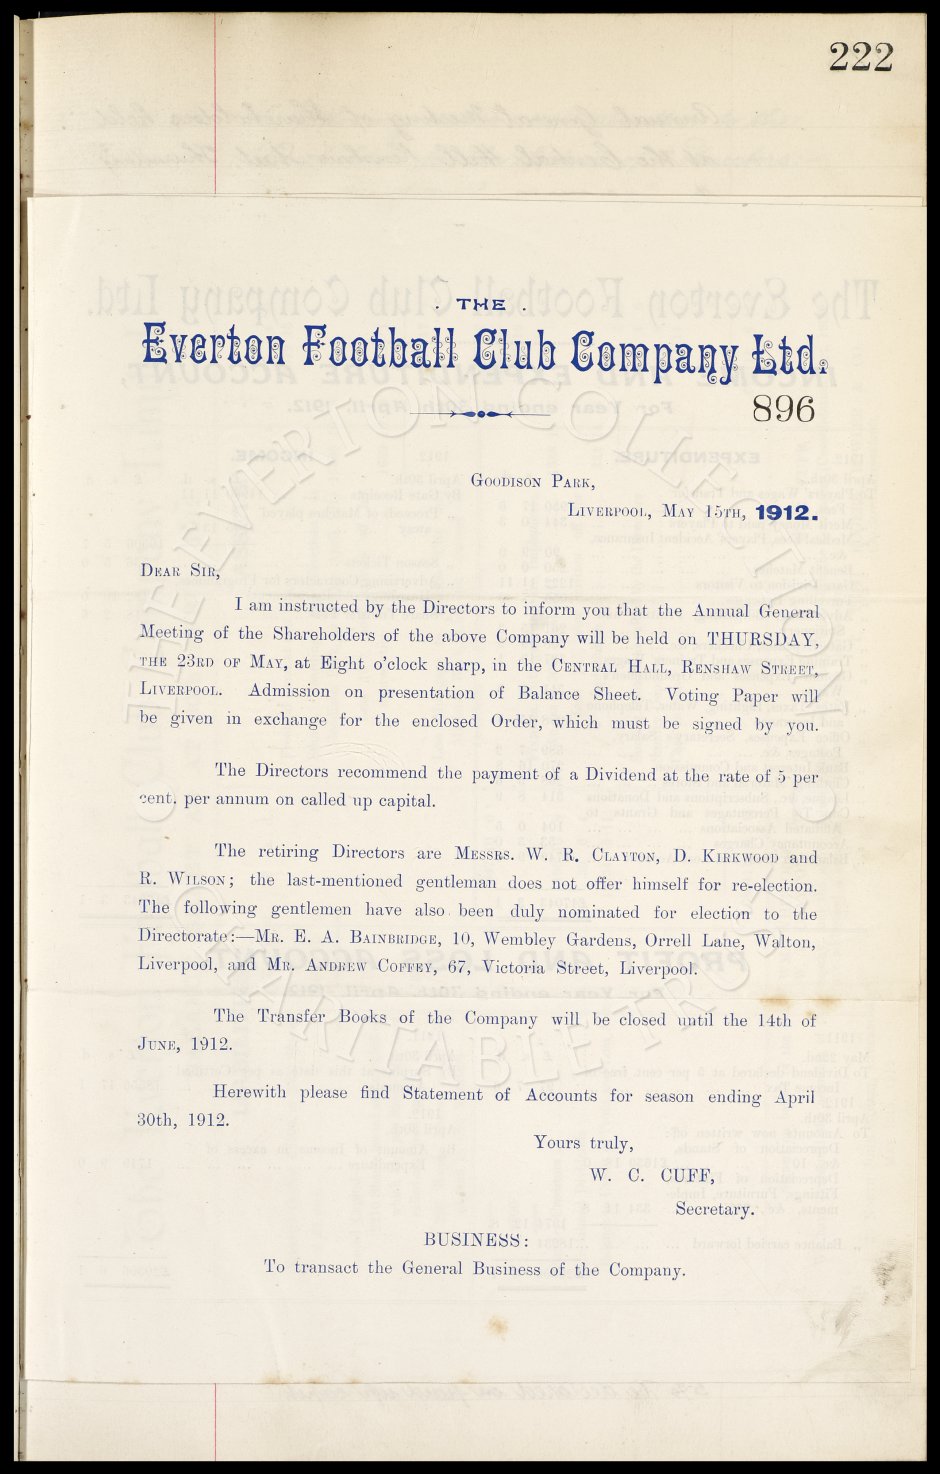 222
. THE .
Everton Football Club Company Ltd.
896
GOODISON PARK,
LIVERPOOL, MAY 15TH, 1912.
DEAR SIR,
I am instructed by the Directors to inform you that the Annual General
Meeting of the Shareholders of the above Company will be held on THURSDAY,
THE 23RD OF MAY, at Eight o'clock sharp, in the CENTRAL HALL, RENSHAW STREET,
LIVERPOOL. Admission on presentation of Balance Sheet. Voting Paper will
be given in exchange for the enclosed Order, which must be signed by you.
The Directors recommend the payment of a Dividend at the rate of 5 per
cent. per annum on called up capital.
The retiring Directors are MESSRS. W. R. CLAYTON, D. KIRKWOOD and
R. WILSON; the last-mentioned gentleman does not offer himself for re-election.
The following gentlemen have also been duly nominated for election to the
Directorate:—MR. E. A. BAINBRIDGE, 10, Wembley Gardens, Orrell Lane, Walton,
Liverpool, and MR. ANDREW COFFEY, 67, Victoria Street, Liverpool.
The Transfer Books of the Company will be closed until the 14th of
JUNE, 1912.
Herewith please find Statement of Accounts for season ending April
30th, 1912.
Yours truly,
W. C. CUFF,
Secretary.
BUSINESS:
To transact the General Business of the Company.
THE EVERTON COLLECTION
CHARITABLE TRUST